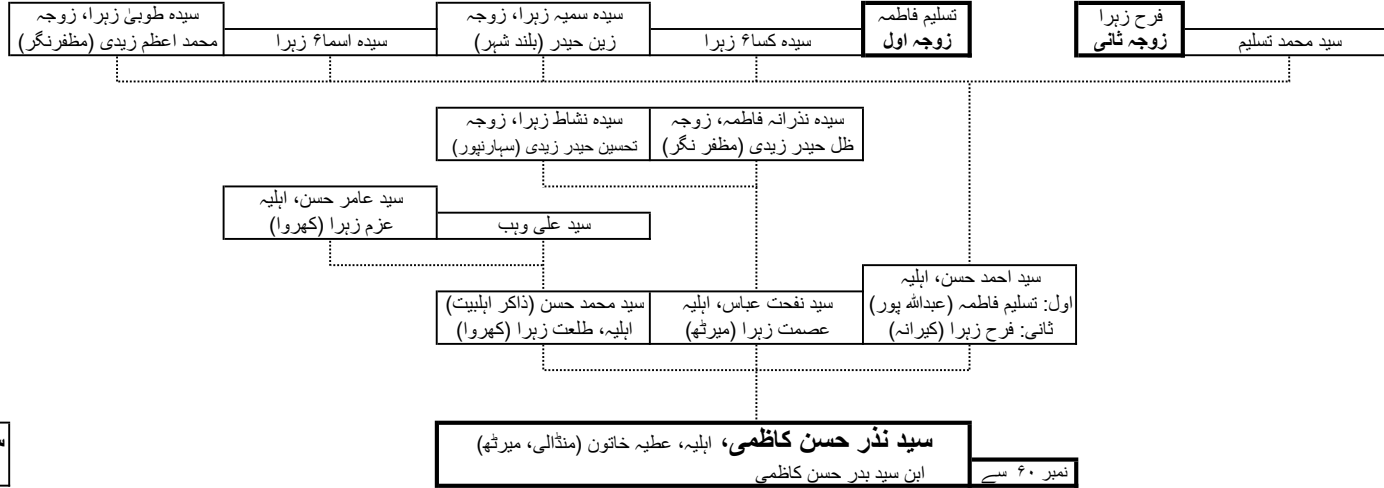 فرح زہرا
زوجہ ثانی
سید محمد تسلیم
تسلیم فاطمہ
زوجہ اول
سیدہ کساۂ زہرا
سیدہ سمیہ زہرا، زوجہ
زین حیدر (بلند شہر)
سیدہ اسماۂ زہرا
سیدہ طوبیٰ زہرا، زوجہ
محمد اعظم زیدی (مظفرنگر)
سیدہ نذرانہ فاطمہ، زوجہ
ظل حیدر زیدی (مظفر نگر)
سیدہ نشاط زہرا، زوجہ
تحسین حیدر زیدی (سہارنپور)
سید علی وہب
سید عامر حسن، اہلیہ
عزم زہرا (کھروا)
سید احمد حسن، اہلیہ
اول: تسلیم فاطمہ (عبداللہ پور)
ثانی: فرح زہرا (کیرانہ)
سید نفحت عباس، اہلیہ
عصمت زہرا (میرٹھ)
سید محمد حسن (ذاکر اہلبیت)
اہلیہ، طلعت زہرا (کھروا)
سید نذر حسن کاظمی، اہلیہ، عطیہ خاتون (منڈالی، میرٹھ)
ابن سید بدر حسن کاظمی
نمبر ۶۰ سے